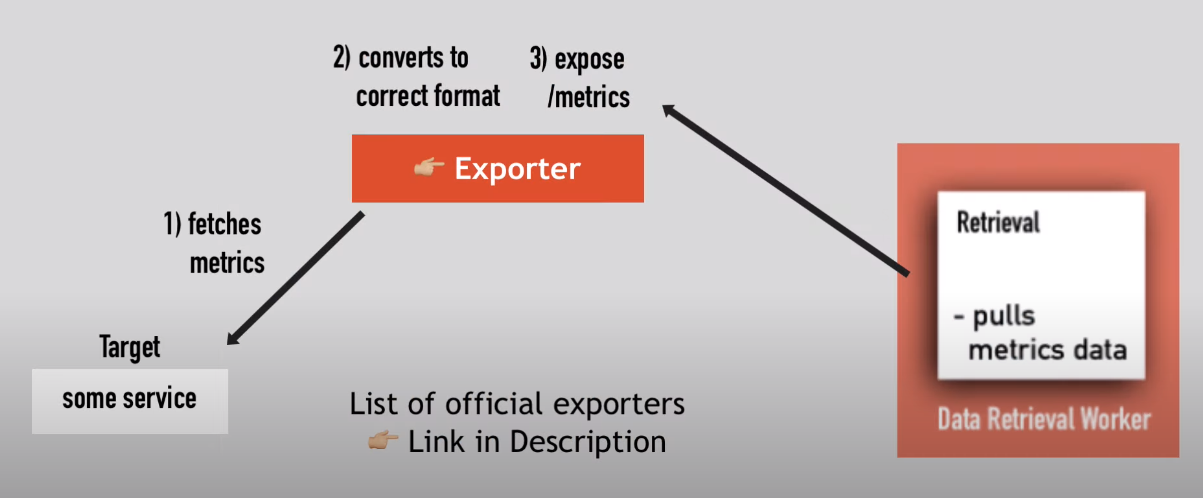 2) converts to
correct format
3) expose
/metrics
👉🏼 Exporter
1) fetches
metrics
Target
some service
List of official exporters
👉🏼 Link in Description
Retrieval
- pulls
metrics data
Data Retrieval Worker